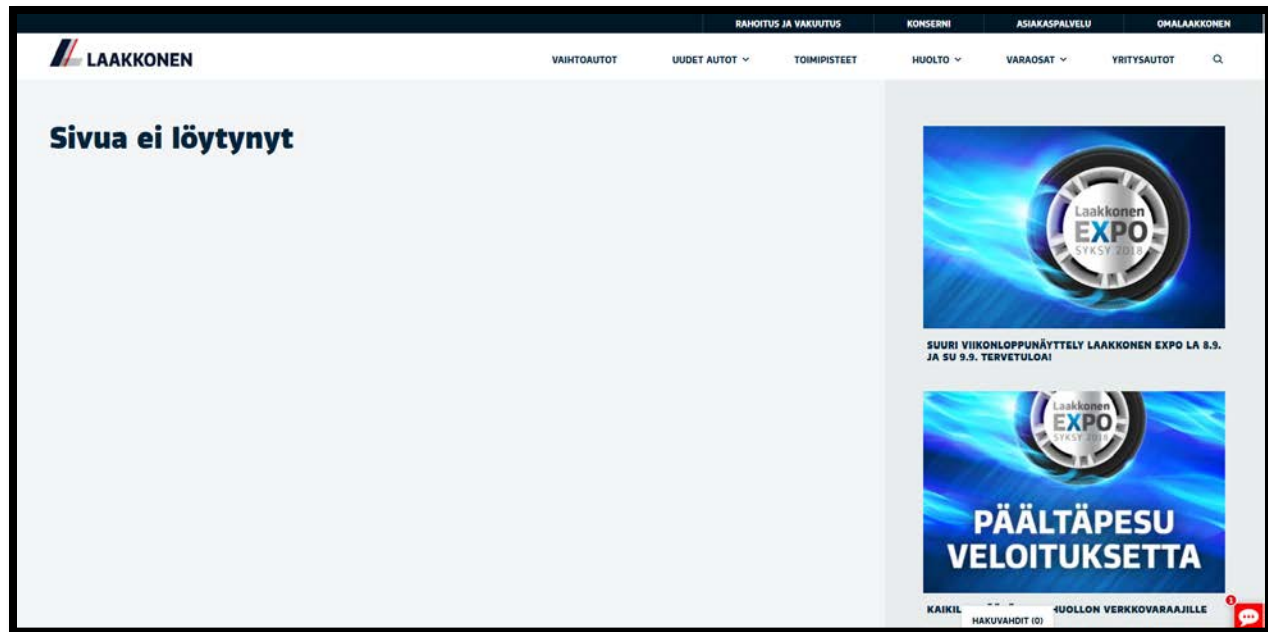 RAHOITUS JA VAKUUTUS KONSERNI ASIAKASPALVELU OMALAAKKONEN
LAAKKONEN VAIHTOAUTOT UUDET AUTOT TOIMIPISTEET HUOLTO VARAOSAT YRITYSAUTOT
Sivua ei löytynyt
Laakkonen
EXPO
SYKSY 2018
SUURI VIIKONLOPPUNÄYTTELY LAAKKONEN EXPO LA 8.9.
JA SU 9.9. TERVETULOA!
Laakkonen
EXPO
SYKSY 2018
PÄÄLTÄPESU
VELOITUKSETTA
HUOLLON VERKKOVARAAJILLE
HAKUVAHDIT (0)
1